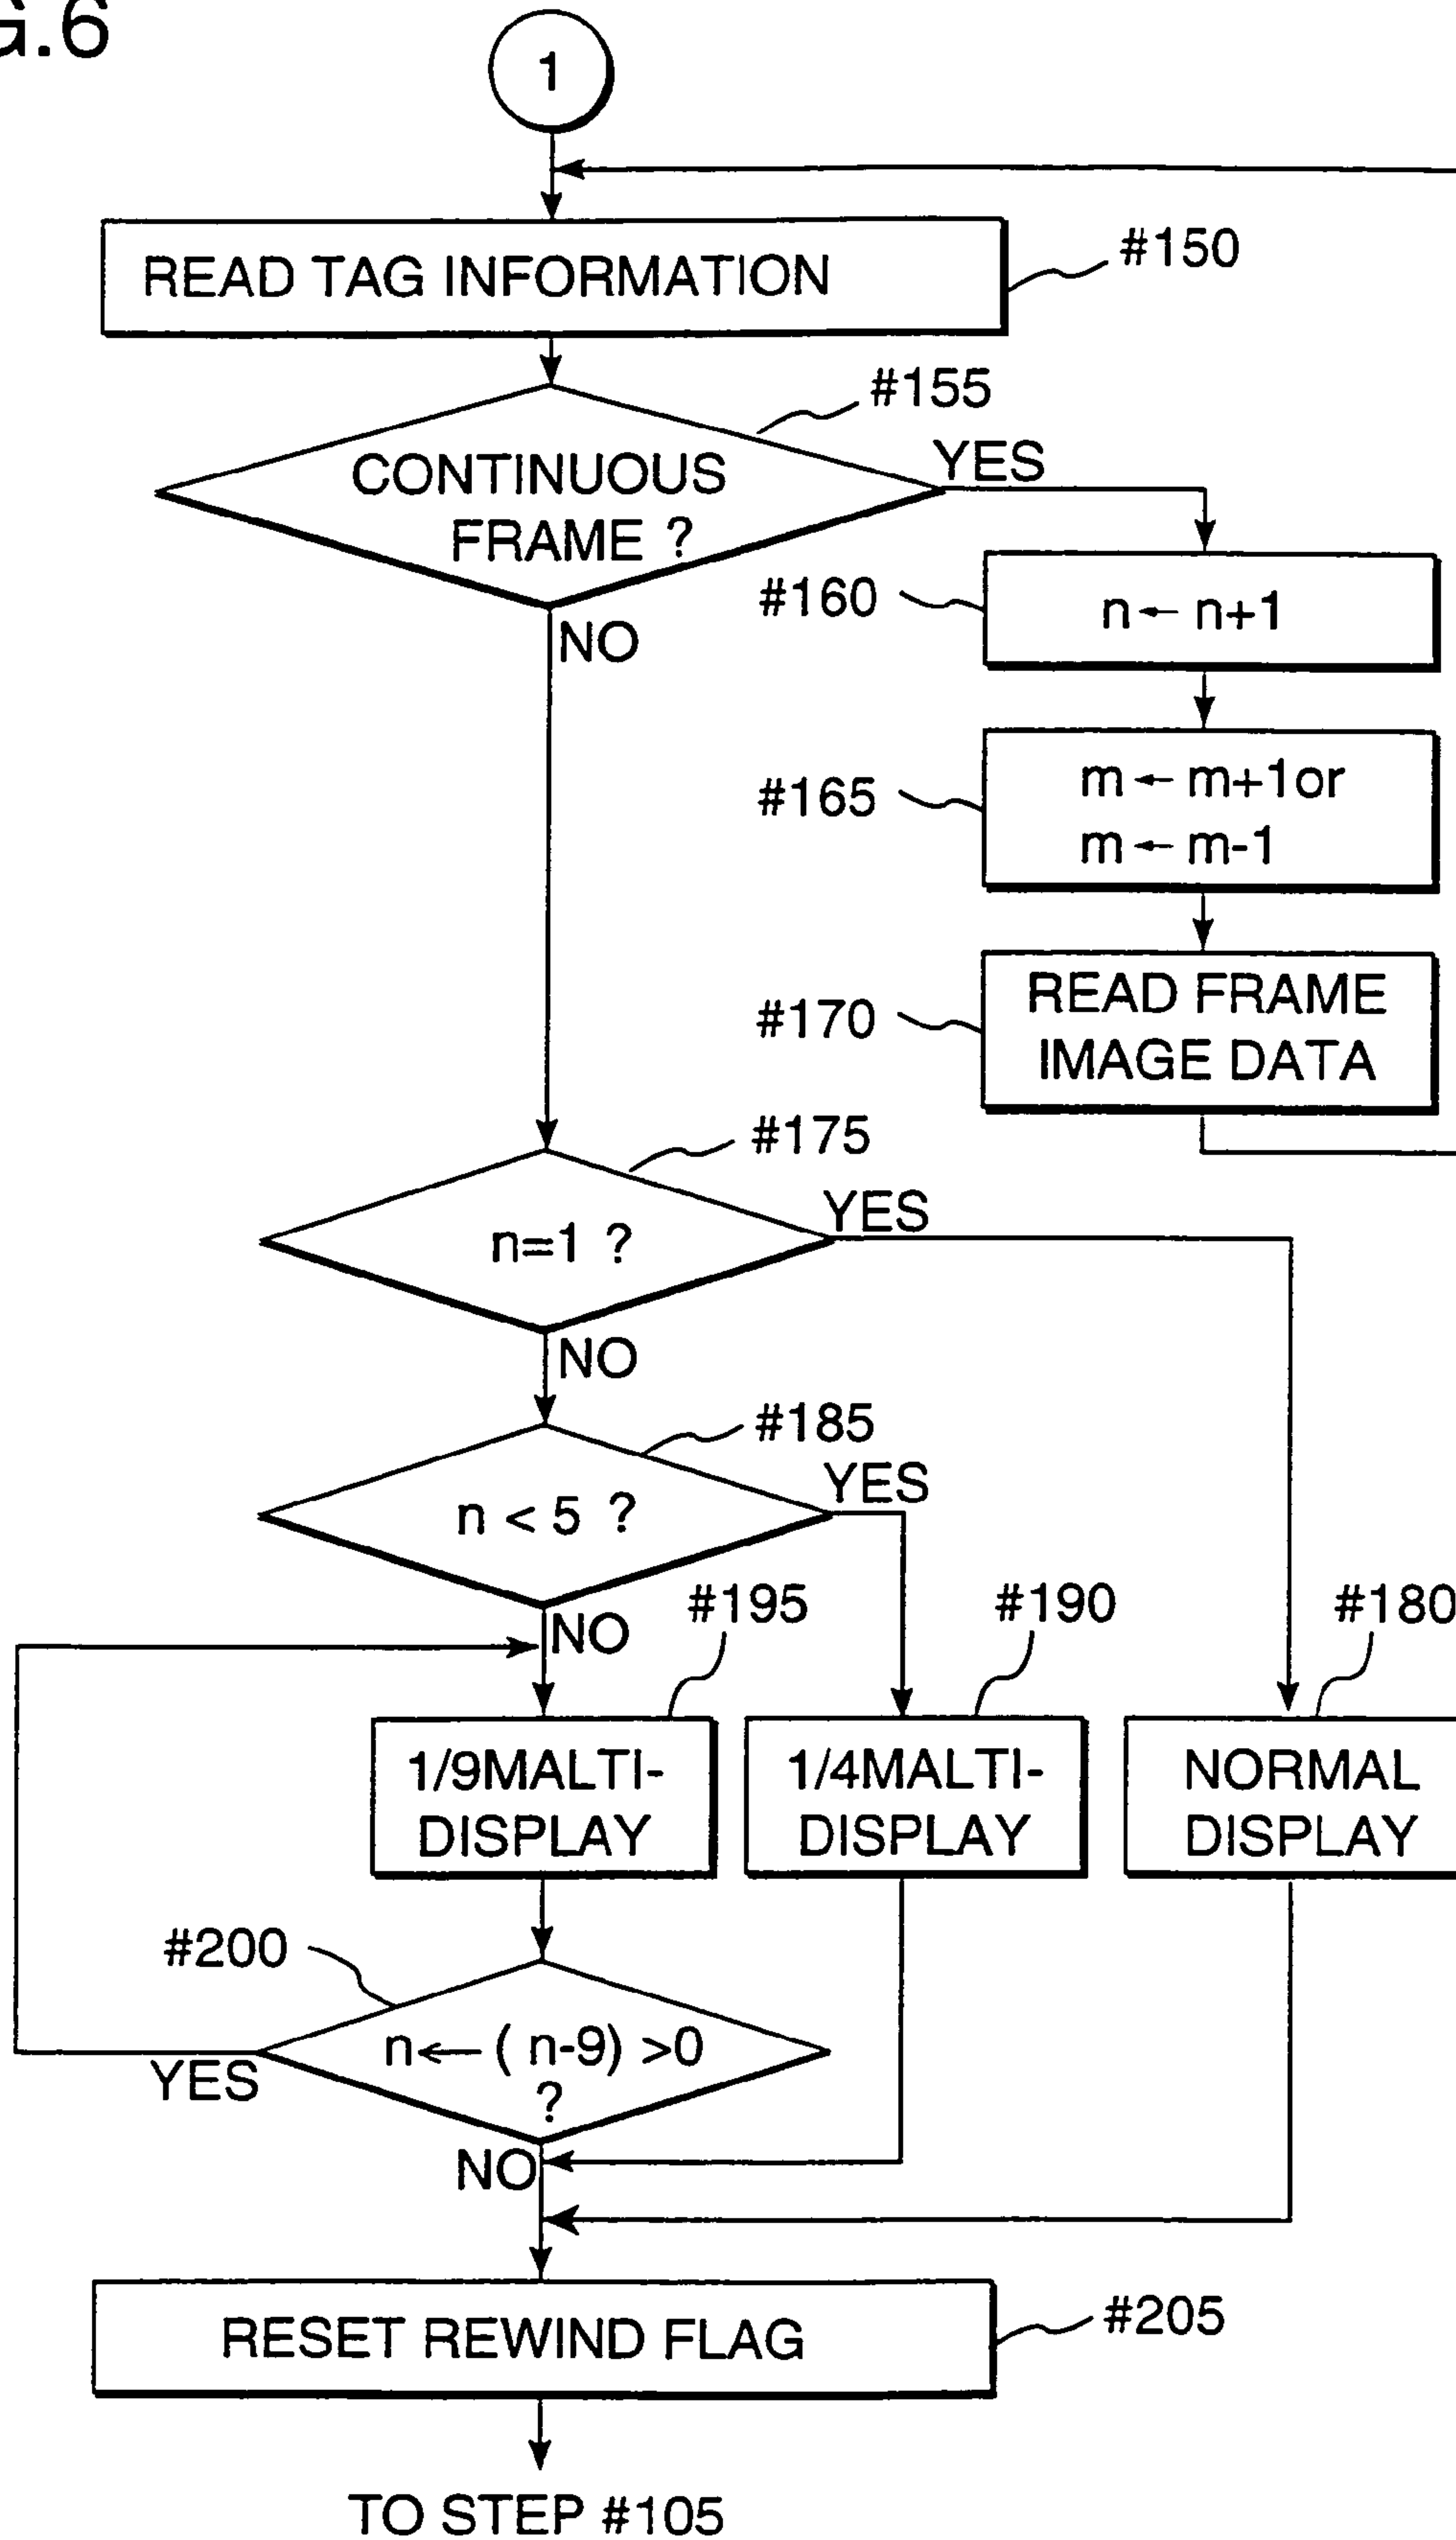 G.6
1
READ TAG INFORMATION
#150
#155
CONTINUOUS
FRAME ?
YES
NO
#160
n ← n+1
#165
m ← m+1or
m ← m-1
#170
READ FRAME
IMAGE DATA
#175
n=1 ?
YES
NO
#185
n < 5 ?
YES
NO
#195
#190
#180
1/9MALTI-
DISPLAY
1/4MALTI-
DISPLAY
NORMAL
DISPLAY
#200
n← ( n-9) >0
?
YES
NO
RESET REWIND FLAG
#205
TO STEP #105